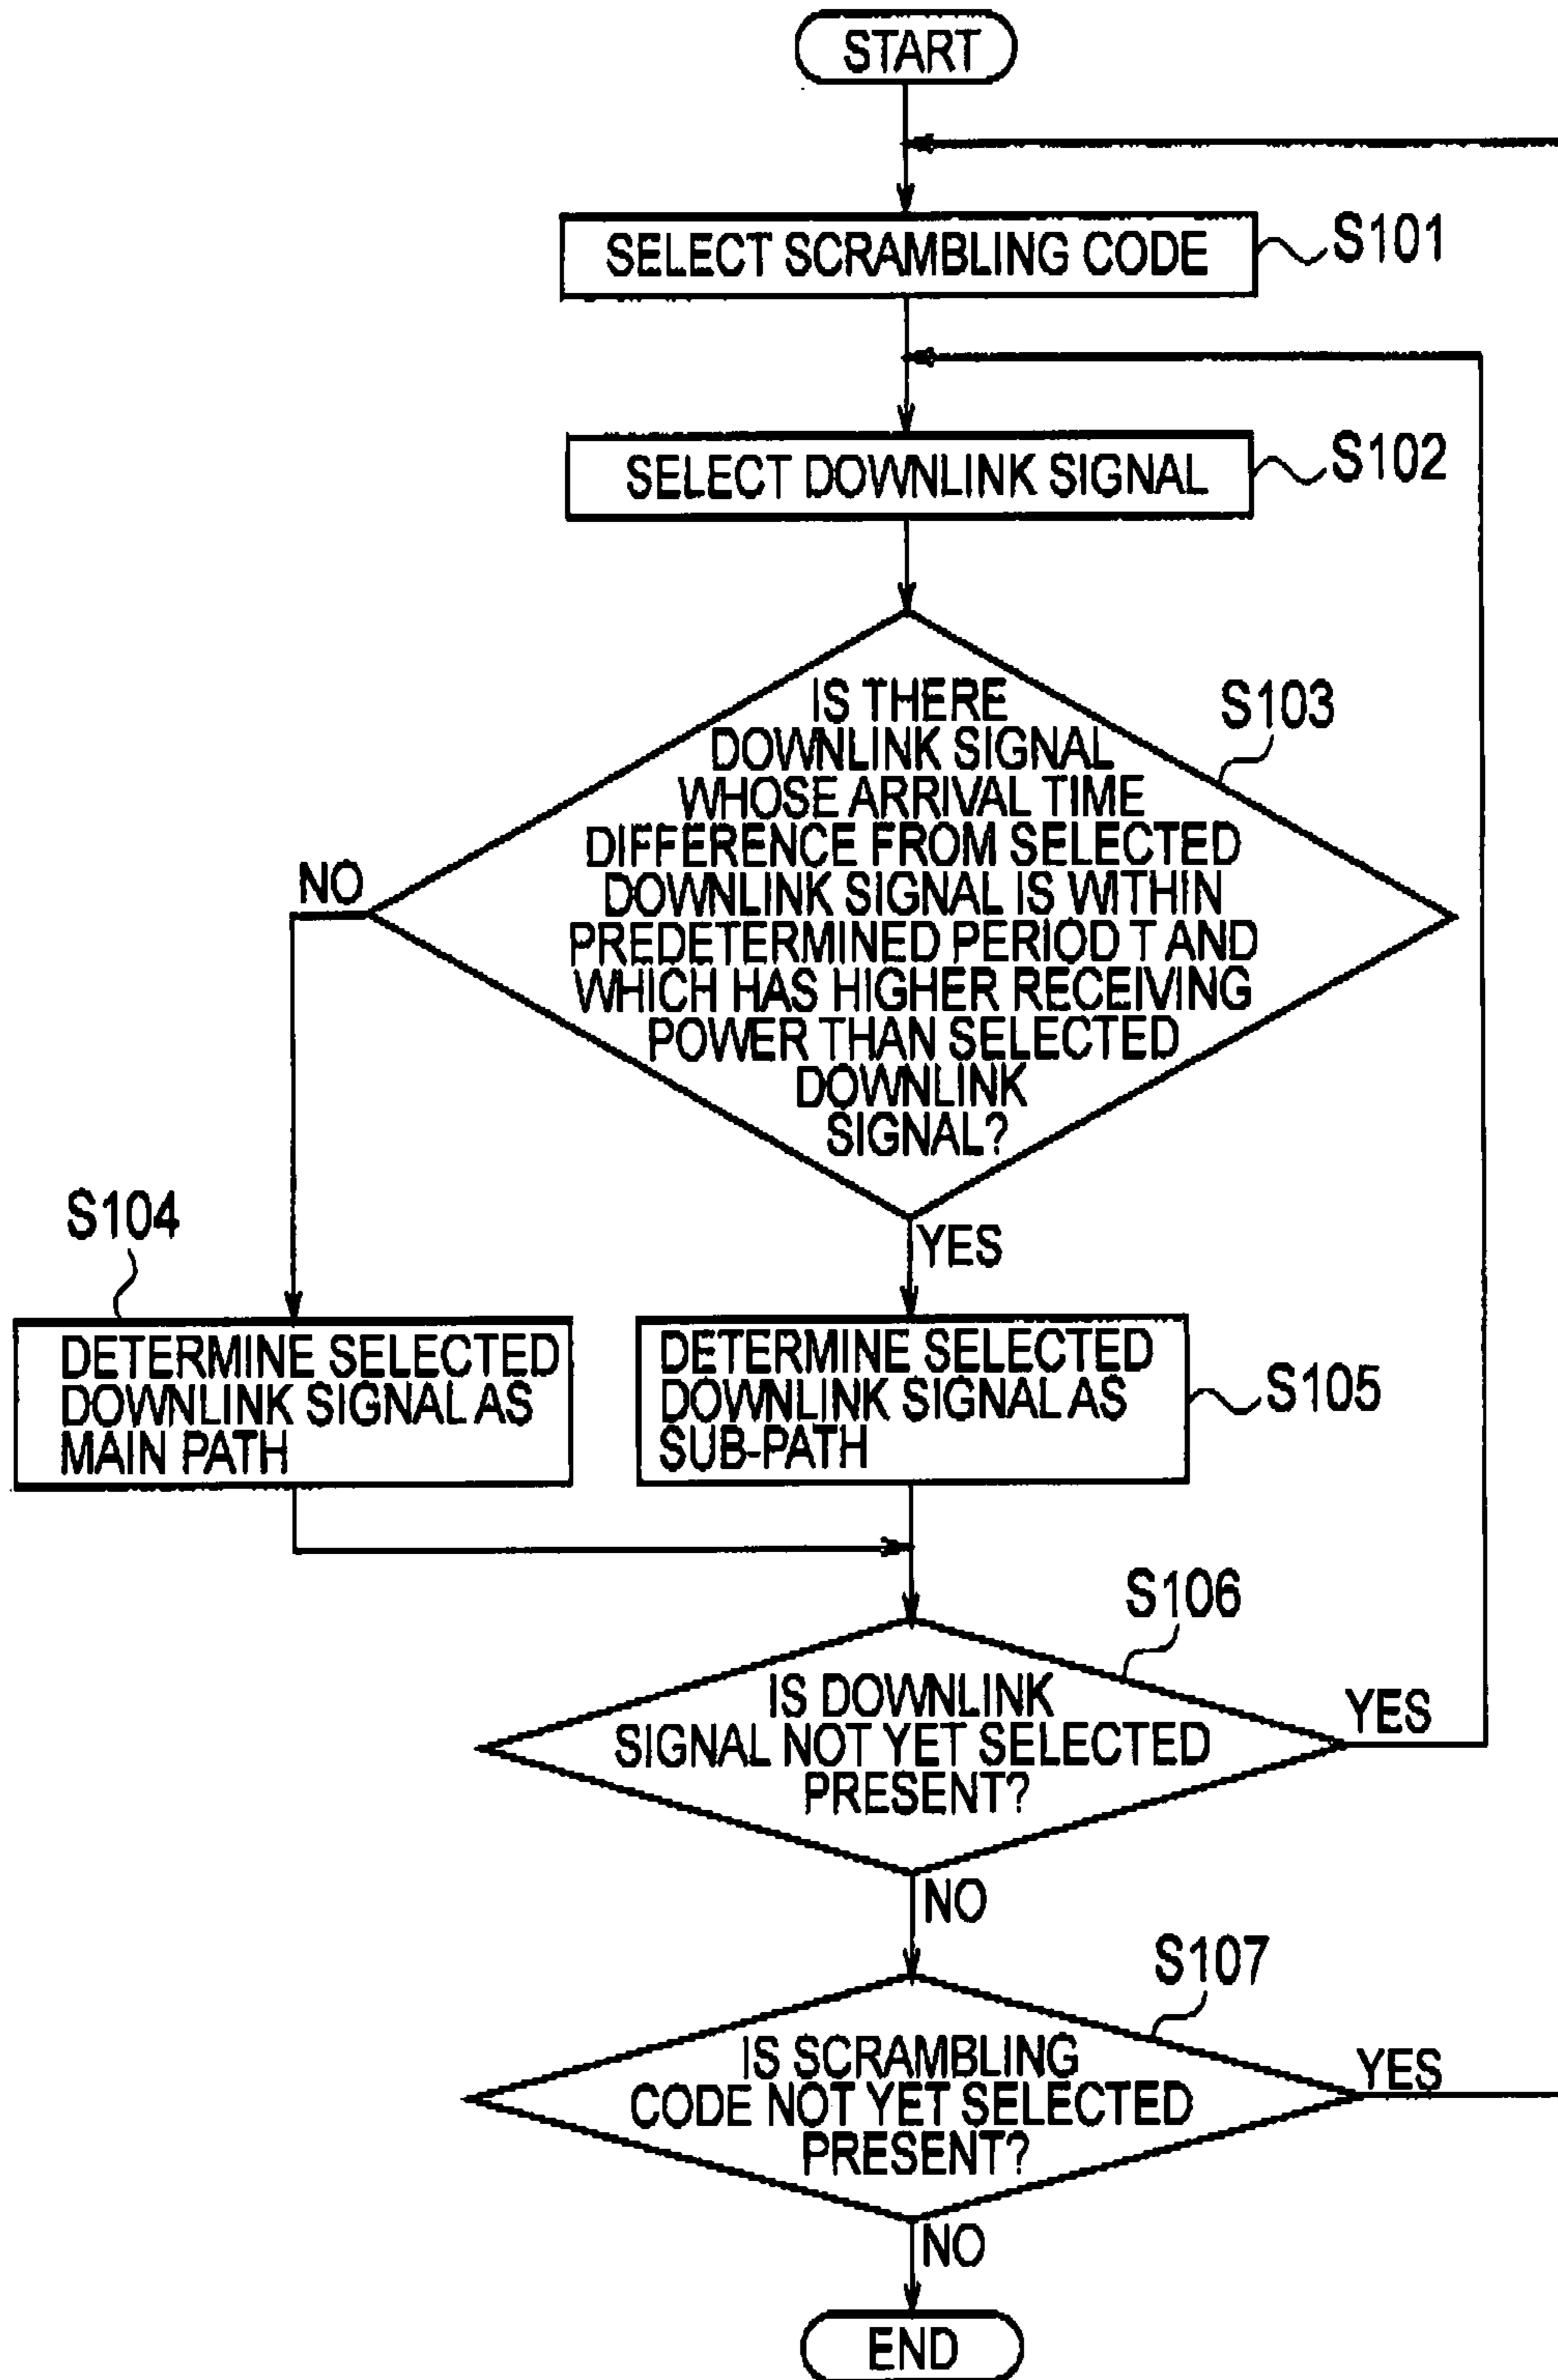 START
SELECT SCRAMBLING CODE
S101
SELECT DOWNLINK SIGNAL
S102
IS THERE
DOWNLINK SIGNAL
WHOSE ARRIVAL TIME
DIFFERENCE FROM SELECTED
DOWNLINK SIGNAL IS WITHIN
PREDETERMINED PERIOD T AND
WHICH HAS HIGHER RECEIVING
POWER THAN SELECTED
DOWNLINK
SIGNAL?
S103
NO
YES
S104
DETERMINE SELECTED
DOWNLINK SIGNAL AS
MAIN PATH
DETERMINE SELECTED
DOWNLINK SIGNAL AS
SUB-PATH
S105
S106
IS DOWNLINK
SIGNAL NOT YET SELECTED
PRESENT?
YES
NO
S107
IS SCRAMBLING
CODE NOT YET SELECTED
PRESENT?
YES
NO
END